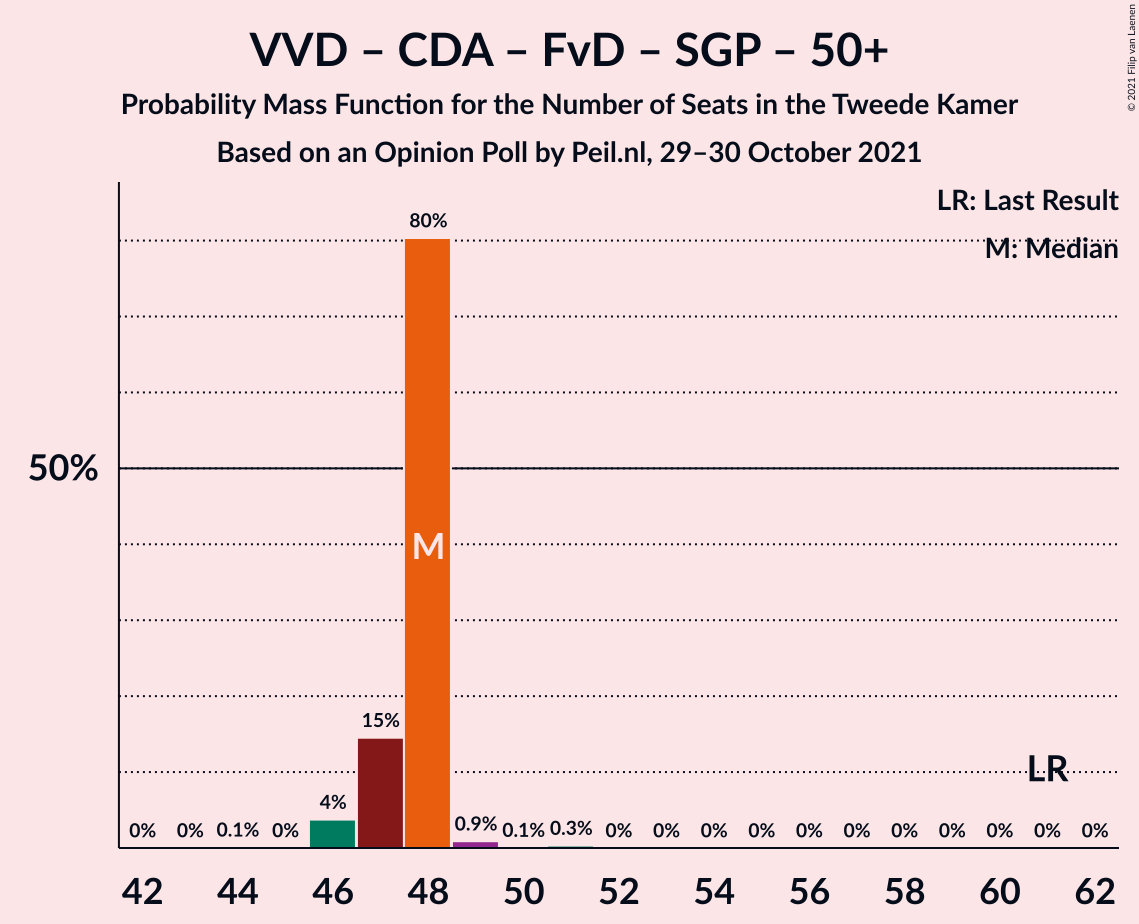 VVD – CDA – FvD – SGP – 50+
Probability Mass Function for the Number of Seats in the Tweede Kamer
Based on an Opinion Poll by Peil.nl, 29–30 October 2021
© 2021 Filip van Laenen
LR: Last Result
M: Median
80%
50%
M
15%
LR
4%
0% 0% 0.1% 0% 0.9% 0.1% 0.3% 0% 0% 0% 0% 0% 0% 0% 0% 0% 0% 0%
42 44 46 48 50 52 54 56 58 60 62